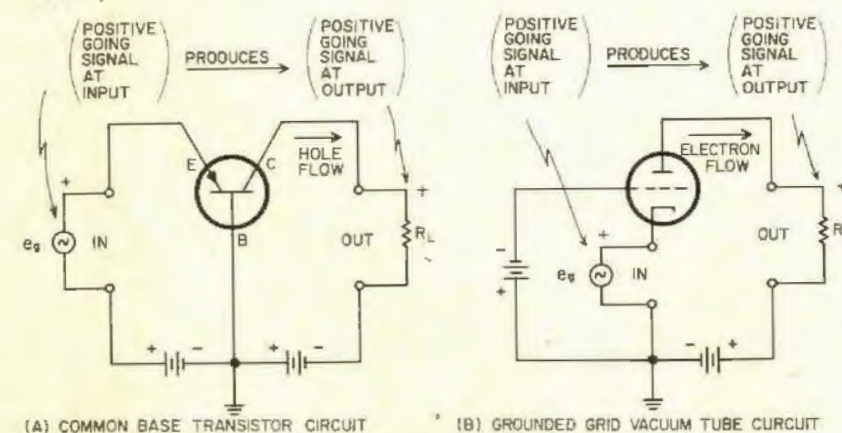 POSITIVE
GOING
SIGNAL
AT
INPUT
PRODUCES
POSITIVE
GOING
SIGNAL
AT
OUTPUT
E
C
B
HOLE
FLOW
+
eg
IN
OUT
+
RL
+ -
+ -
(A) COMMON BASE TRANSISTOR CIRCUIT
POSITIVE
GOING
SIGNAL
AT
INPUT
PRODUCES
POSITIVE
GOING
SIGNAL
AT
OUTPUT
ELECTRON
FLOW
-
+
+
eg
IN
OUT
+
R
- +
(B) GROUNDED GRID VACUUM TUBE CURCUIT